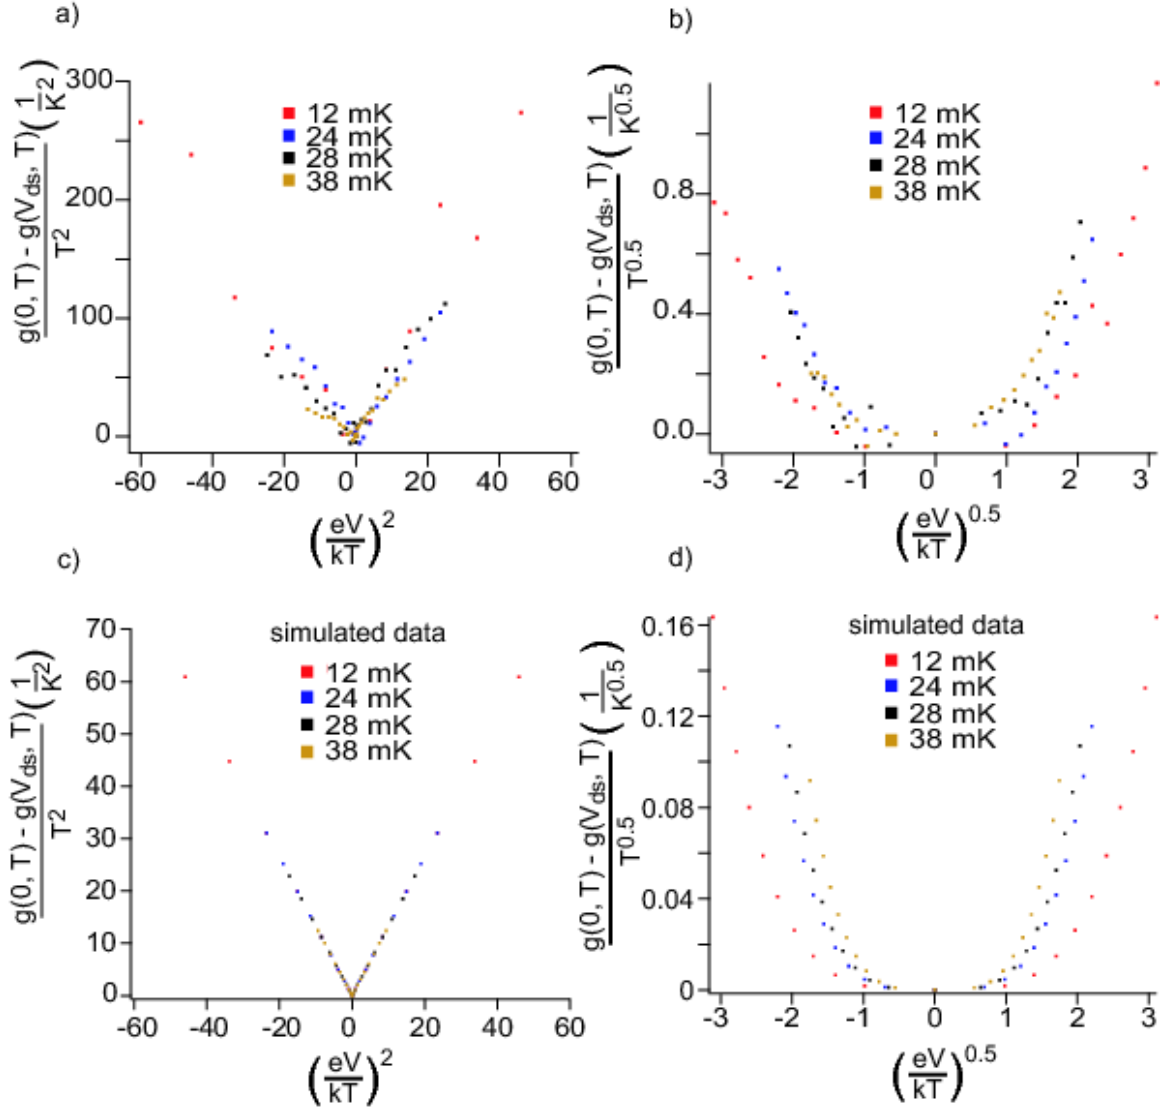 a)
g(0, T) - g(V_ds, T) / T^2 (1/K^2)
300
200
100
0
12 mK
24 mK
28 mK
38 mK
-60 -40 -20 0 20 40 60
(eV/kT)^2
b)
g(0, T) - g(V_ds, T) / T^0.5 (1/K^0.5)
0.8
0.4
0.0
12 mK
24 mK
28 mK
38 mK
-3 -2 -1 0 1 2 3
(eV/kT)^0.5
c)
g(0, T) - g(V_ds, T) / T^2 (1/K^2)
70
60
50
40
30
20
10
0
simulated data
12 mK
24 mK
28 mK
38 mK
-60 -40 -20 0 20 40 60
(eV/kT)^2
d)
g(0, T) - g(V_ds, T) / T^0.5 (1/K^0.5)
0.16
0.12
0.08
0.04
0
simulated data
12 mK
24 mK
28 mK
38 mK
-3 -2 -1 0 1 2 3
(eV/kT)^0.5